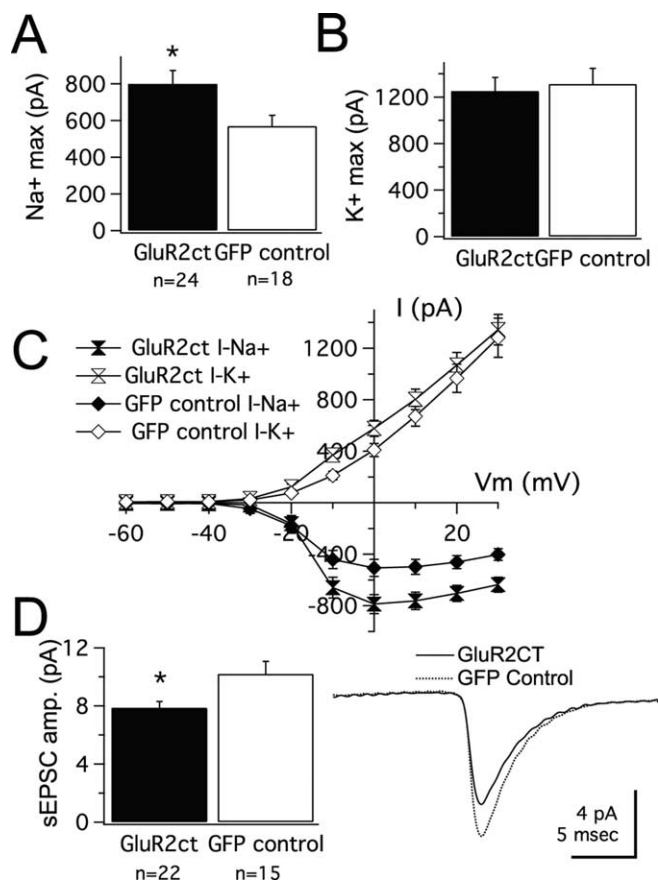 A
*
Na+ max (pA)
800
600
400
200
0
GluR2ct GFP control
n=24 n=18
B
K+ max (pA)
1200
800
400
0
GluR2ct GFP control
C
I (pA)
GluR2ct I-Na+
GluR2ct I-K+
GFP control I-Na+
GFP control I-K+
1200
800
400
Vm (mV)
-60 -40 -20 20
-400
-800
D
*
sEPSC amp. (pA)
12
8
4
0
GluR2ct GFP control
n=22 n=15
GluR2CT
GFP Control
4 pA
5 msec